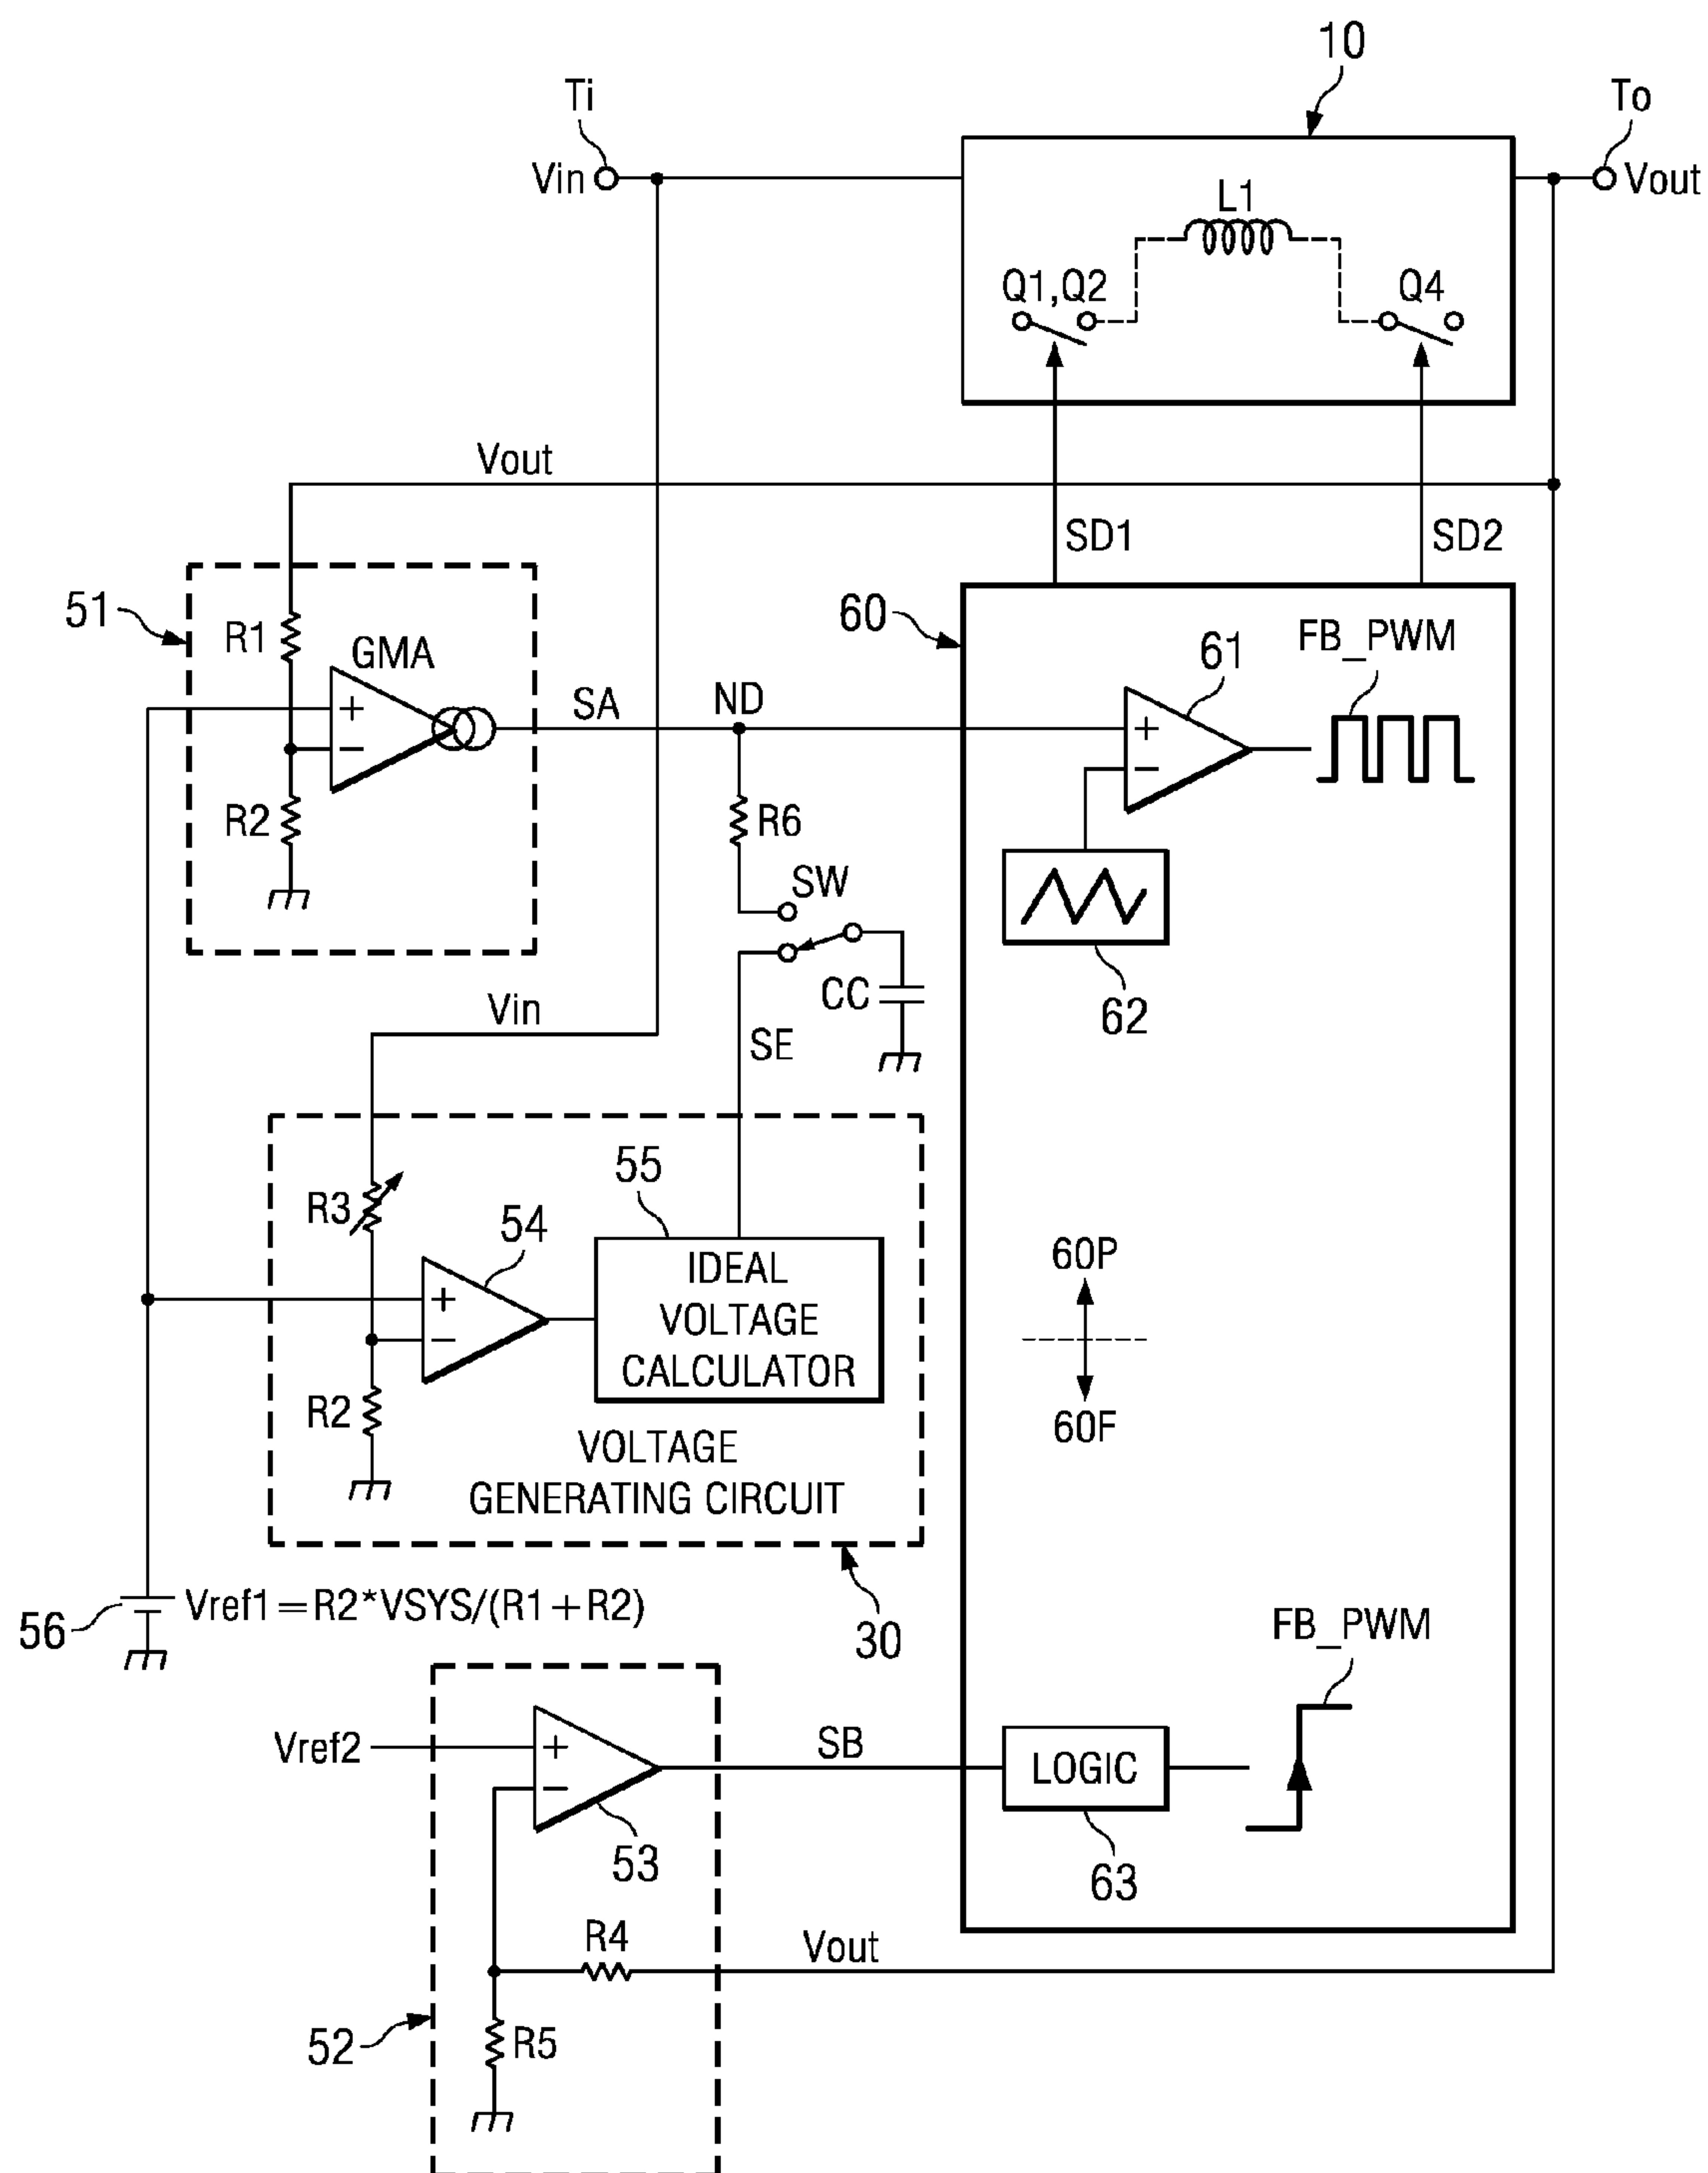 10
Ti
To
Vin
Vout
L1
Q1,Q2
Q4
Vout
SD1
SD2
51
R1
GMA
+
−
R2
SA
ND
60
61
FB_PWM
+
−
R6
SW
CC
62
Vin
SE
55
54
R3
+
−
R2
IDEAL
VOLTAGE
CALCULATOR
VOLTAGE
GENERATING CIRCUIT
60P
60F
56
Vref1=R2*VSYS/(R1+R2)
30
FB_PWM
Vref2
+
−
SB
LOGIC
53
63
R4
Vout
52
R5